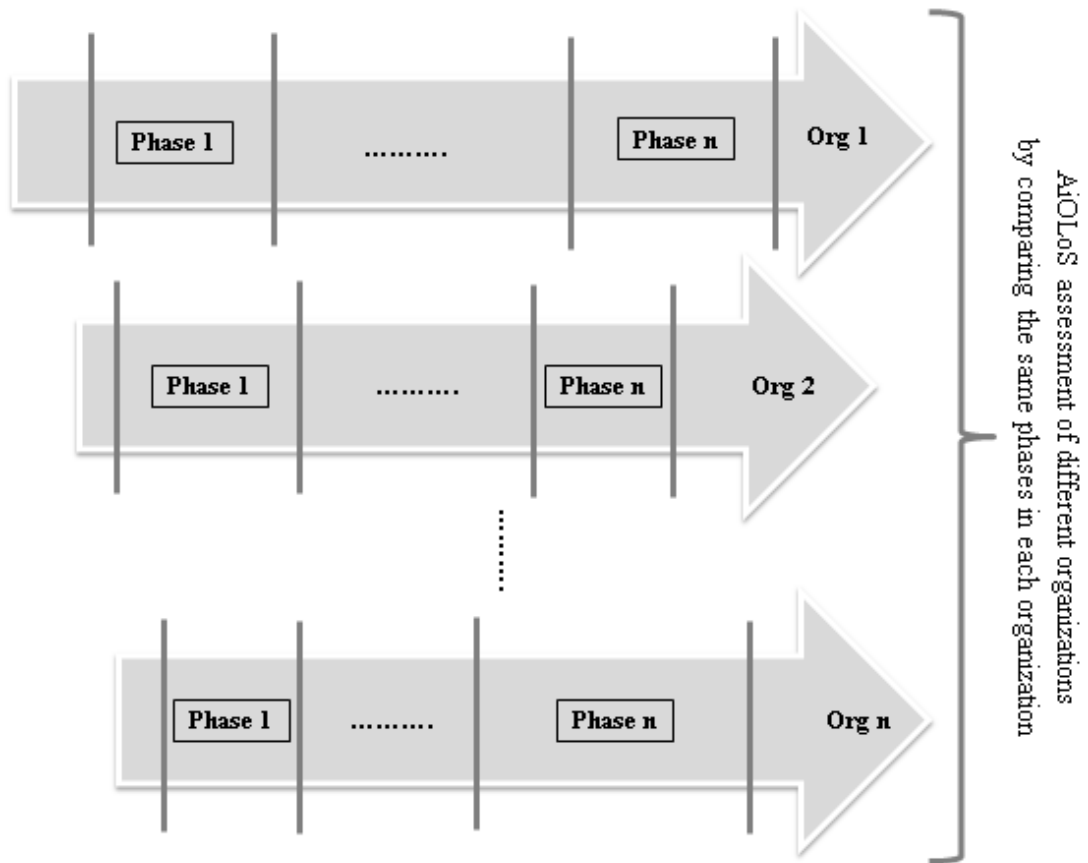 Phase 1
..........
Phase n
Org 1
Phase 1
..........
Phase n
Org 2
Phase 1
..........
Phase n
Org n
AiOLoS assessment of different organizations
by comparing the same phases in each organization